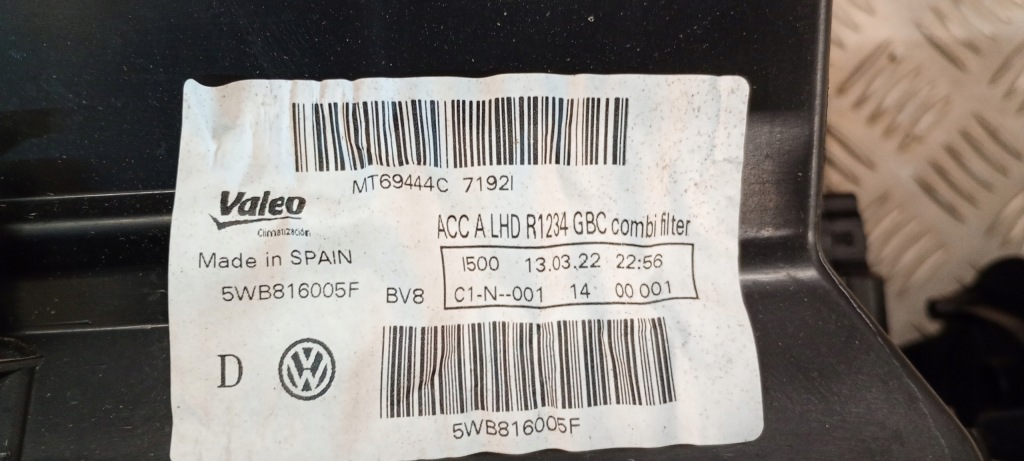 MT69444C 7192I
Valeo
Climatización
ACC A LHD R1234 GBC combi filter
Made in SPAIN
I500 13.03.22 22:56
5WB816005F BV8 C1-N--001 14 00 001
D VW
5WB816005F